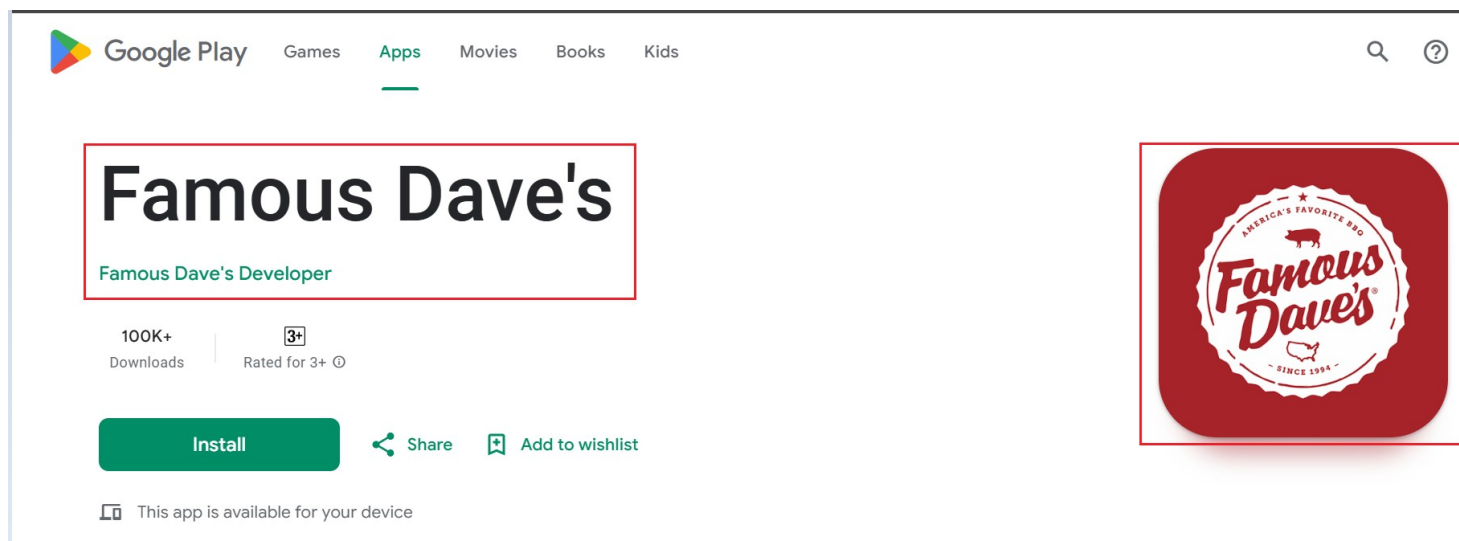 Google Play Games Apps Movies Books Kids
Famous Dave's
Famous Dave's Developer
100K+
Downloads
3+
Rated for 3+
Install
Share
Add to wishlist
This app is available for your device
AMERICA'S FAVORITE BBQ
Famous
Dave's®
- SINCE 1994 -